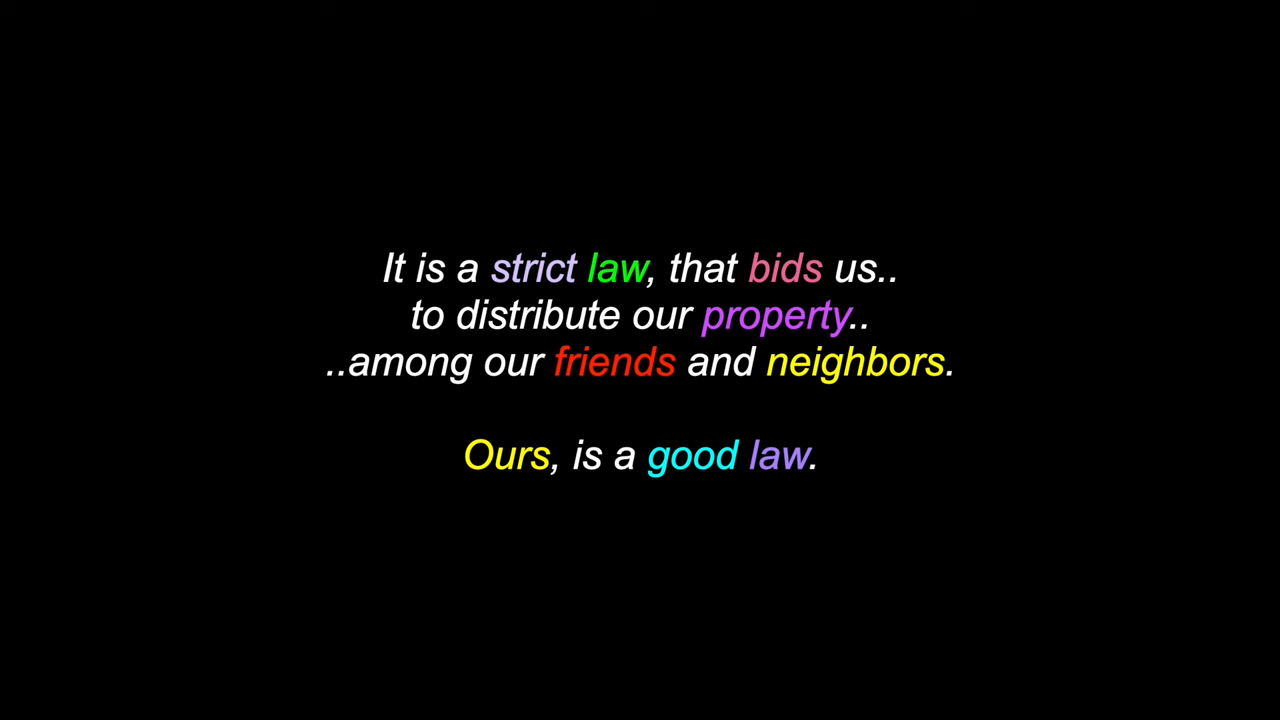 It is a strict law, that bids us..
to distribute our property..
..among our friends and neighbors.
Ours, is a good law.